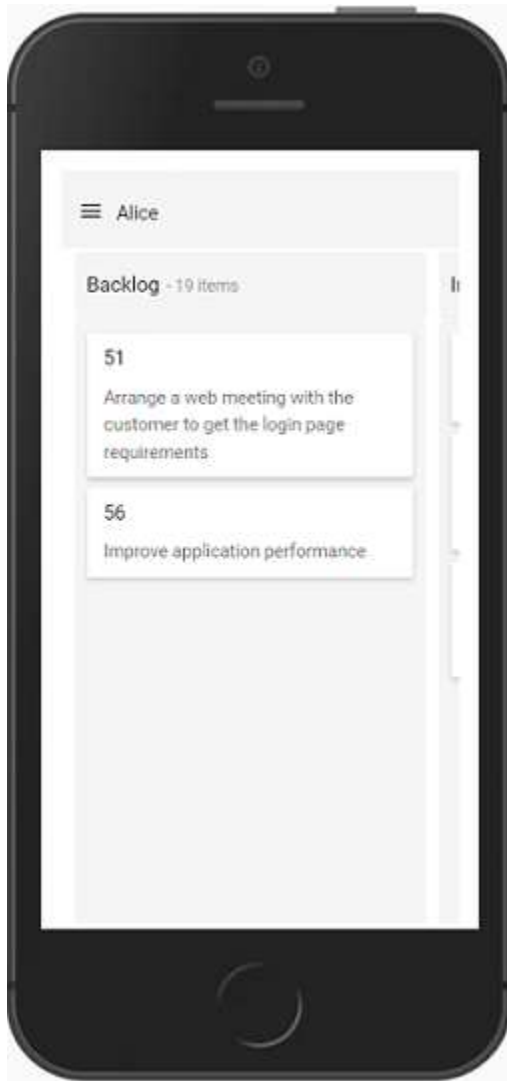 Alice
Backlog - 19 items
51
Arrange a web meeting with the
customer to get the login page
requirements
56
Improve application performance